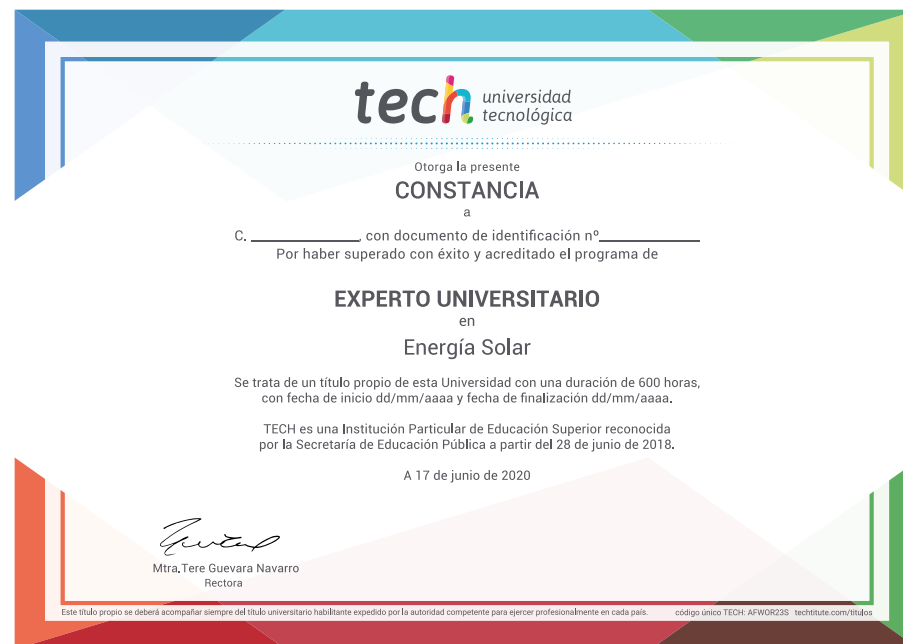 tech universidad
tecnológica
Otorga la presente
CONSTANCIA
a
C. ____________, con documento de identificación nº____________
Por haber superado con éxito y acreditado el programa de
EXPERTO UNIVERSITARIO
en
Energía Solar
Se trata de un título propio de esta Universidad con una duración de 600 horas,
con fecha de inicio dd/mm/aaaa y fecha de finalización dd/mm/aaaa.
TECH es una Institución Particular de Educación Superior reconocida
por la Secretaría de Educación Pública a partir del 28 de junio de 2018.
A 17 de junio de 2020
Mtra.Tere Guevara Navarro
Rectora
Este título propio se deberá acompañar siempre del título universitario habilitante expedido por la autoridad competente para ejercer profesionalmente en cada país. código único TECH: AFWOR23S techtitute.com/titulos